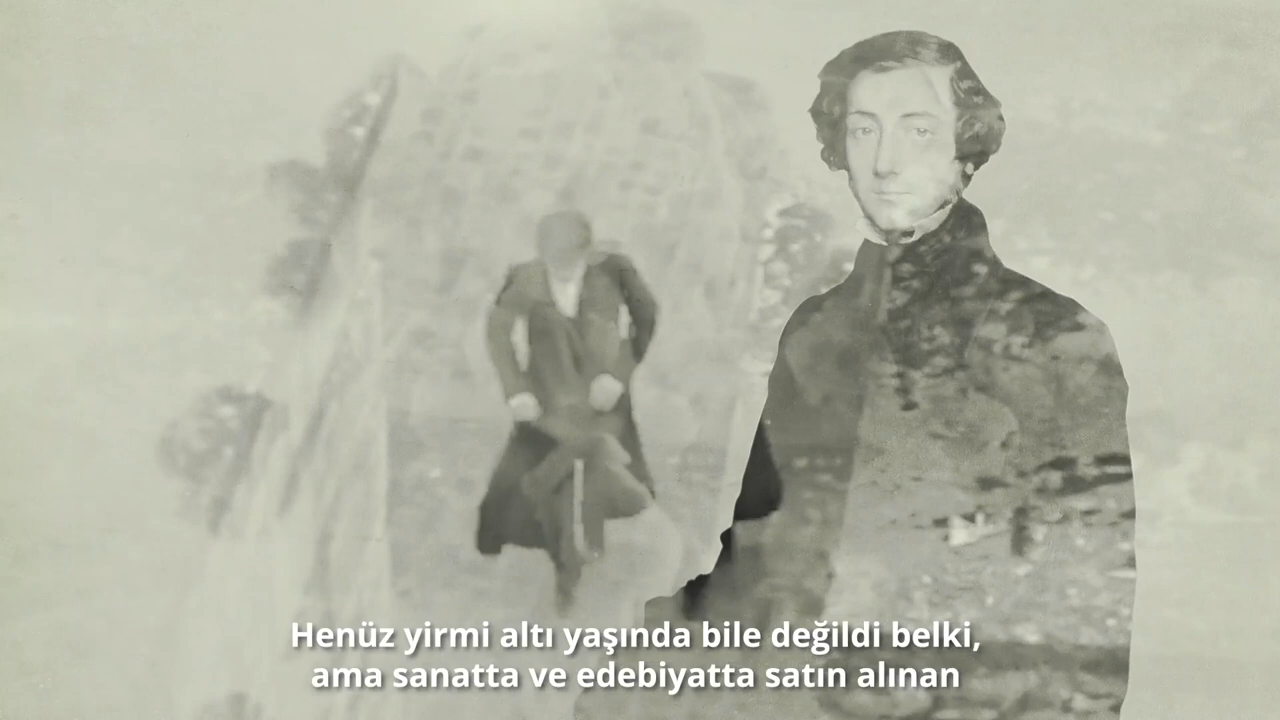 Henüz yirmi altı yaşında bile değildi belki,
ama sanatta ve edebiyatta satın alınan